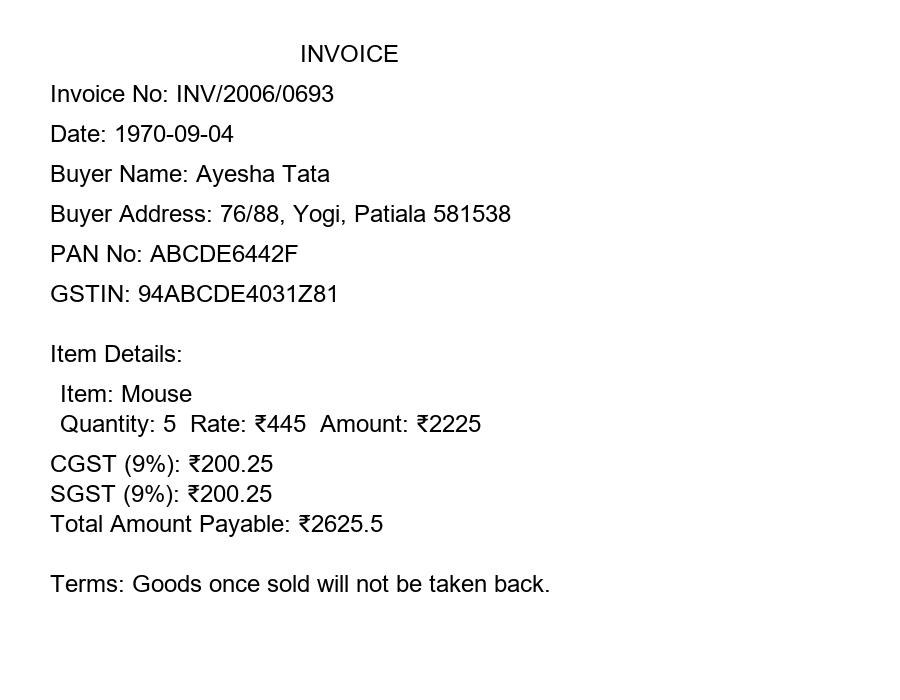 INVOICE
Invoice No: INV/2006/0693
Date: 1970-09-04
Buyer Name: Ayesha Tata
Buyer Address: 76/88, Yogi, Patiala 581538
PAN No: ABCDE6442F
GSTIN: 94ABCDE4031Z81
Item Details:
Item: Mouse
Quantity: 5  Rate: ₹445  Amount: ₹2225
CGST (9%): ₹200.25
SGST (9%): ₹200.25
Total Amount Payable: ₹2625.5
Terms: Goods once sold will not be taken back.